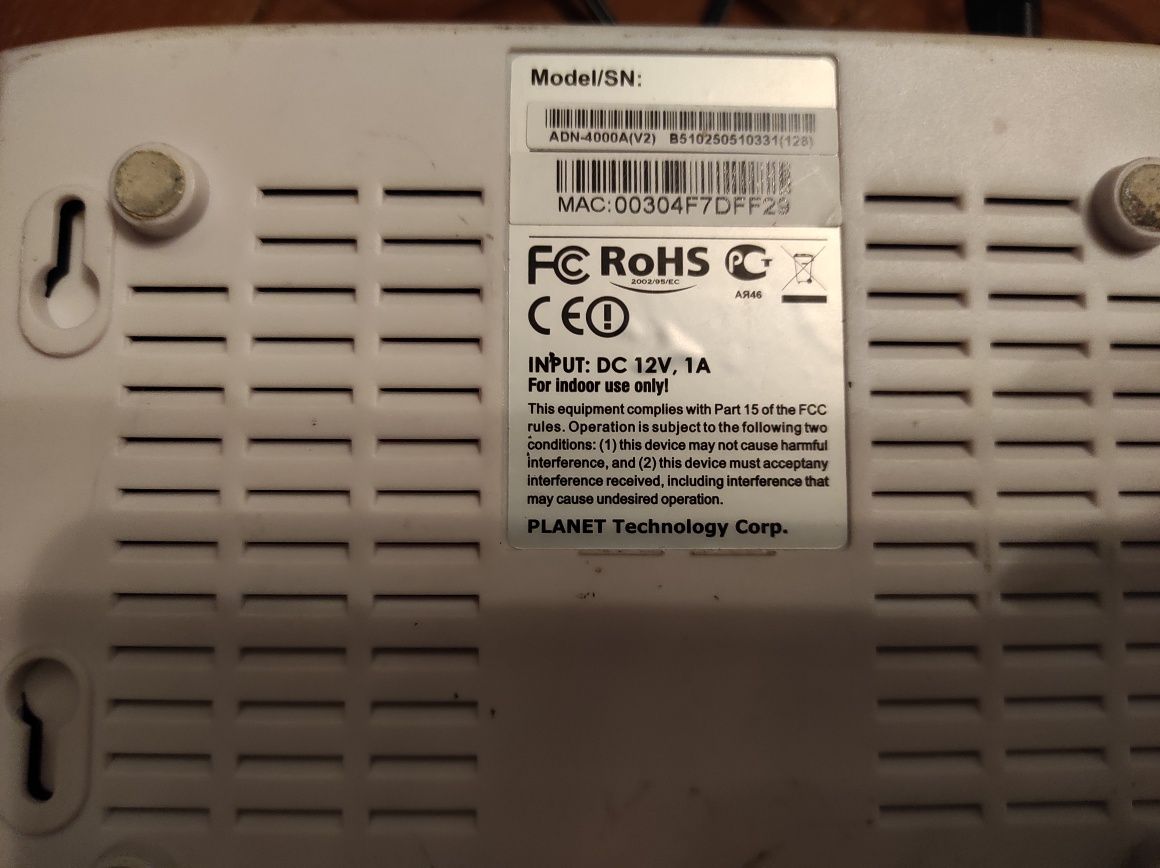 Model/SN:
ADN-4000A(V2) B510250510331(128)
MAC:00304F7DFF29
FC RoHS PCT
2002/95/EC
АЯ46
CE
INPUT: DC 12V, 1A
For indoor use only!
This equipment complies with Part 15 of the FCC
rules. Operation is subject to the following two
conditions: (1) this device may not cause harmful
interference, and (2) this device must acceptany
interference received, including interference that
may cause undesired operation.
PLANET Technology Corp.